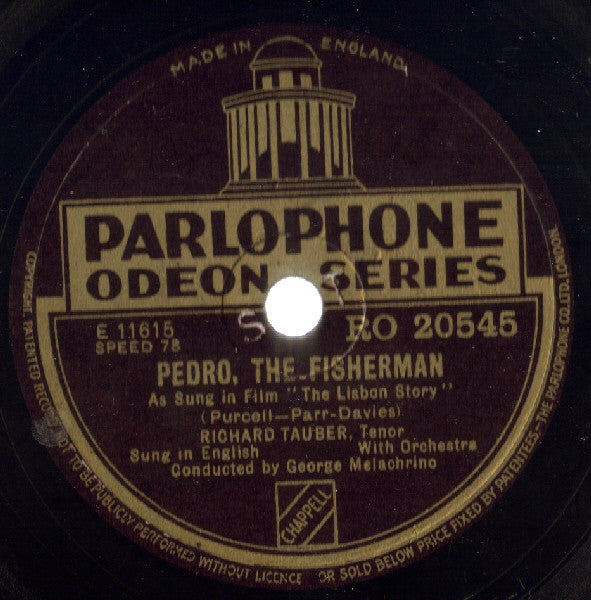 MADE IN ENGLAND
PARLOPHONE
ODEON SERIES
E 11615
SPEED 78
RO 20545
PEDRO, THE FISHERMAN
As Sung in Film "The Lisbon Story"
(Purcell—Parr-Davies)
RICHARD TAUBER, Tenor
Sung in English With Orchestra
Conducted by George Melachrino
CHAPPELL
COPYRIGHT. PATENTED RECORD NOT TO BE PUBLICLY PERFORMED WITHOUT LICENCE OR SOLD BELOW PRICE FIXED BY PATENTEES—THE PARLOPHONE CO. LTD. LONDON.